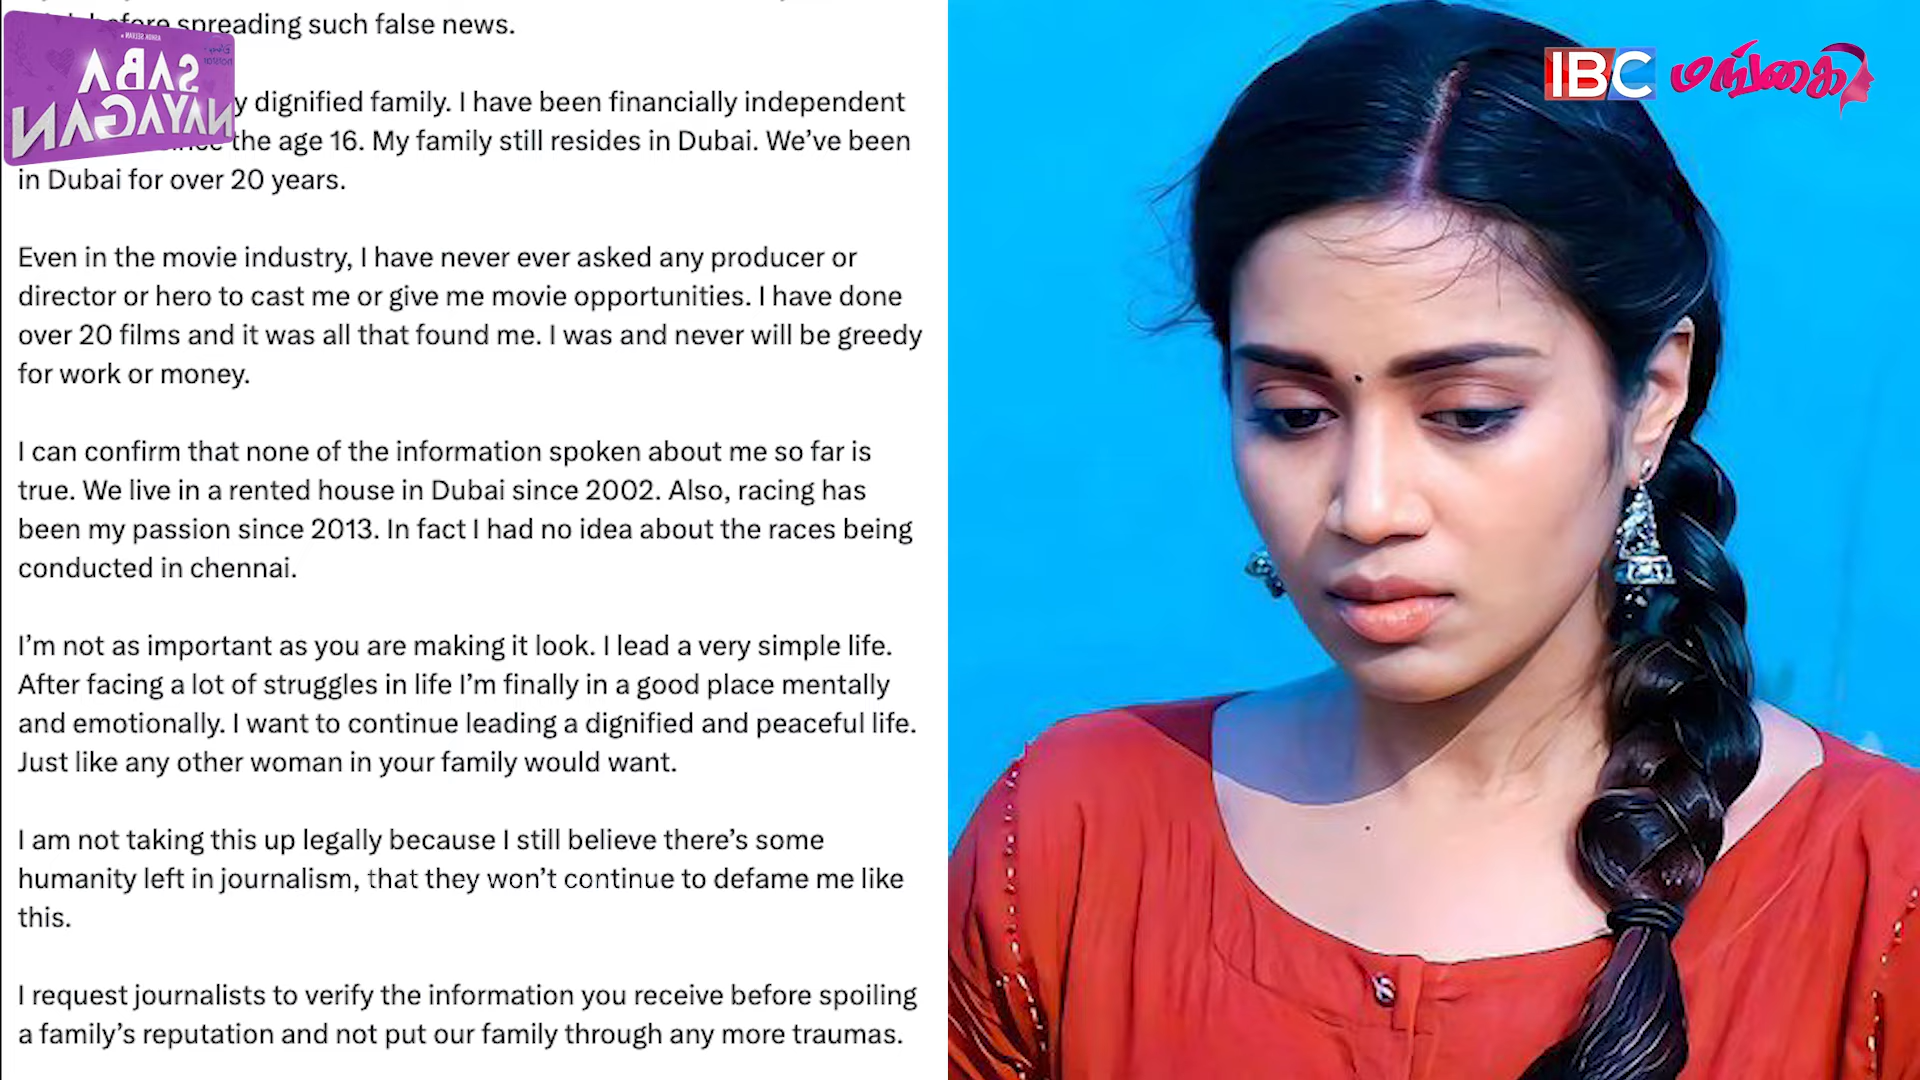 before spreading such false news.
SABA
NAYAGAN
ASHOK SELVAN
IBC மங்கை
y dignified family. I have been financially independent
the age 16. My family still resides in Dubai. We’ve been
in Dubai for over 20 years.
Even in the movie industry, I have never ever asked any producer or
director or hero to cast me or give me movie opportunities. I have done
over 20 films and it was all that found me. I was and never will be greedy
for work or money.
I can confirm that none of the information spoken about me so far is
true. We live in a rented house in Dubai since 2002. Also, racing has
been my passion since 2013. In fact I had no idea about the races being
conducted in chennai.
I’m not as important as you are making it look. I lead a very simple life.
After facing a lot of struggles in life I’m finally in a good place mentally
and emotionally. I want to continue leading a dignified and peaceful life.
Just like any other woman in your family would want.
I am not taking this up legally because I still believe there’s some
humanity left in journalism, that they won’t continue to defame me like
this.
I request journalists to verify the information you receive before spoiling
a family’s reputation and not put our family through any more traumas.